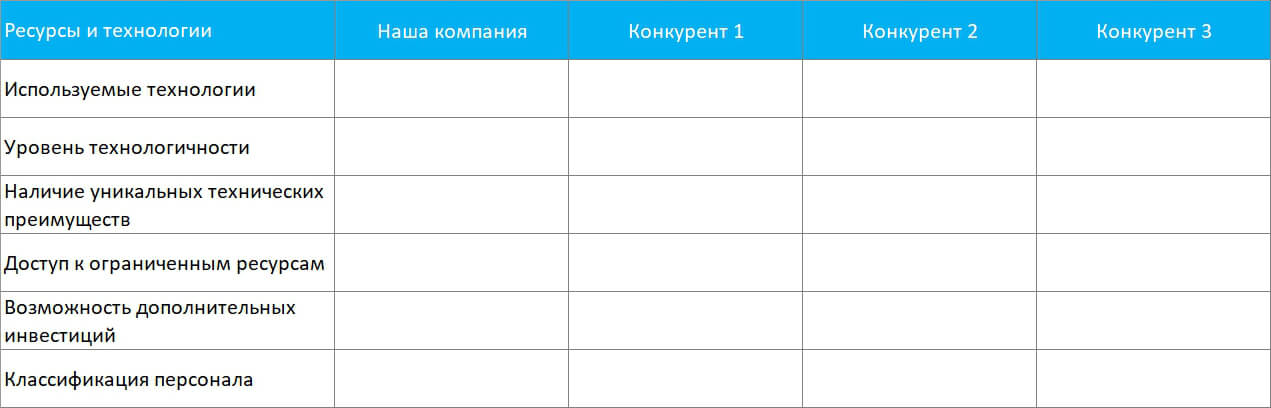 Ресурсы и технологии Наша компания Конкурент 1 Конкурент 2 Конкурент 3
Используемые технологии
Уровень технологичности
Наличие уникальных технических
преимуществ
Доступ к ограниченным ресурсам
Возможность дополнительных
инвестиций
Классификация персонала